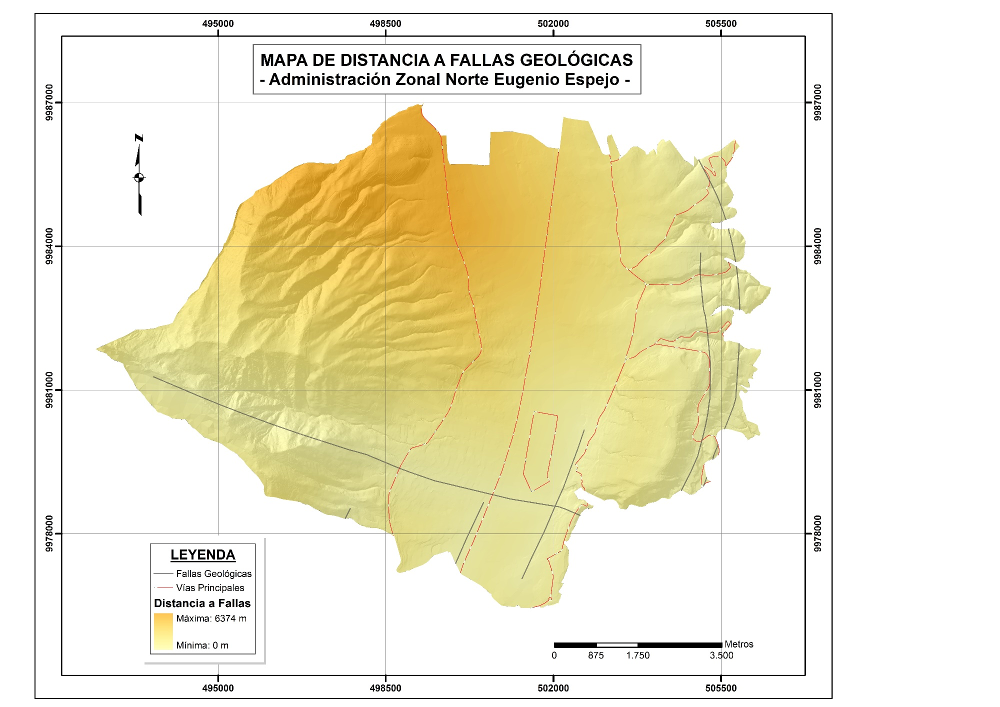 495000
498500
502000
505500
MAPA DE DISTANCIA A FALLAS GEOLÓGICAS
- Administración Zonal Norte Eugenio Espejo -
9987000
9987000
N
9984000
9984000
9981000
9981000
9978000
9978000
LEYENDA
Fallas Geológicas
Vías Principales
Distancia a Fallas
Máxima: 6374 m
Mínima: 0 m
Metros
0
875
1.750
3.500
495000
498500
502000
505500